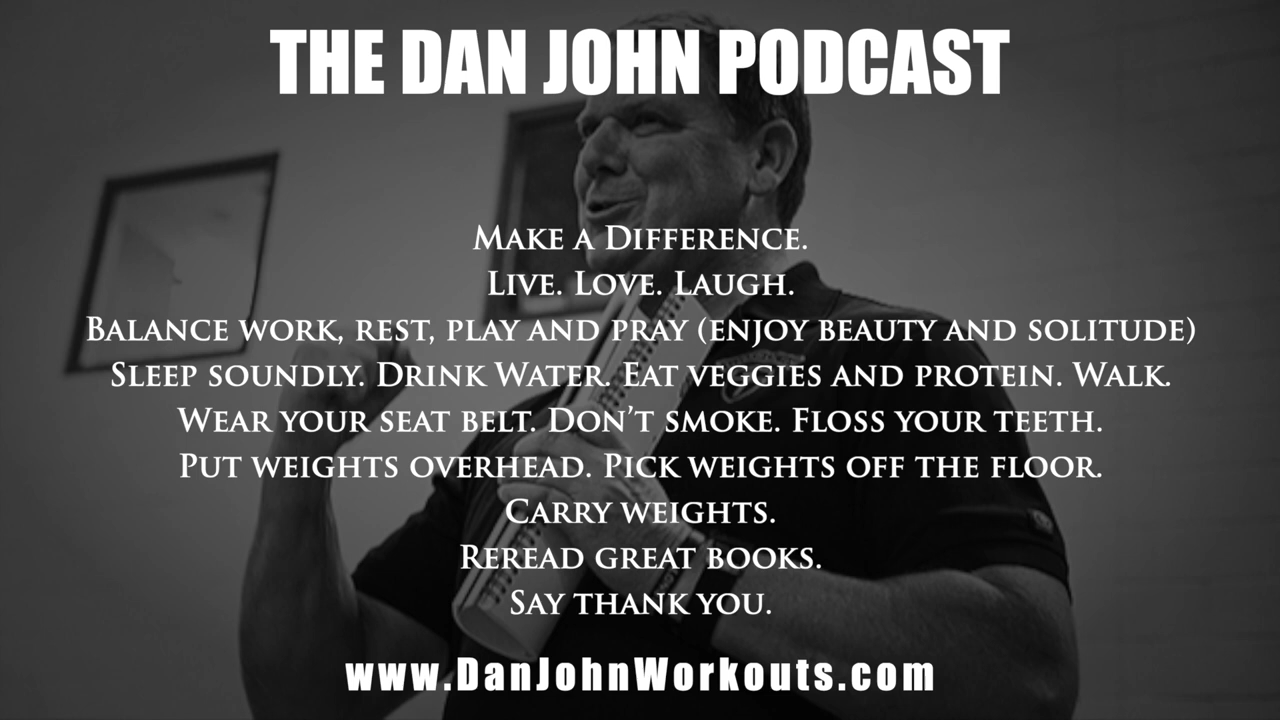 THE DAN JOHN PODCAST
Make a Difference.
Live. Love. Laugh.
Balance work, rest, play and pray (enjoy beauty and solitude)
Sleep soundly. Drink Water. Eat veggies and protein. Walk.
Wear your seat belt. Don't smoke. Floss your teeth.
Put weights overhead. Pick weights off the floor.
Carry weights.
Reread great books.
Say thank you.
www.DanJohnWorkouts.com